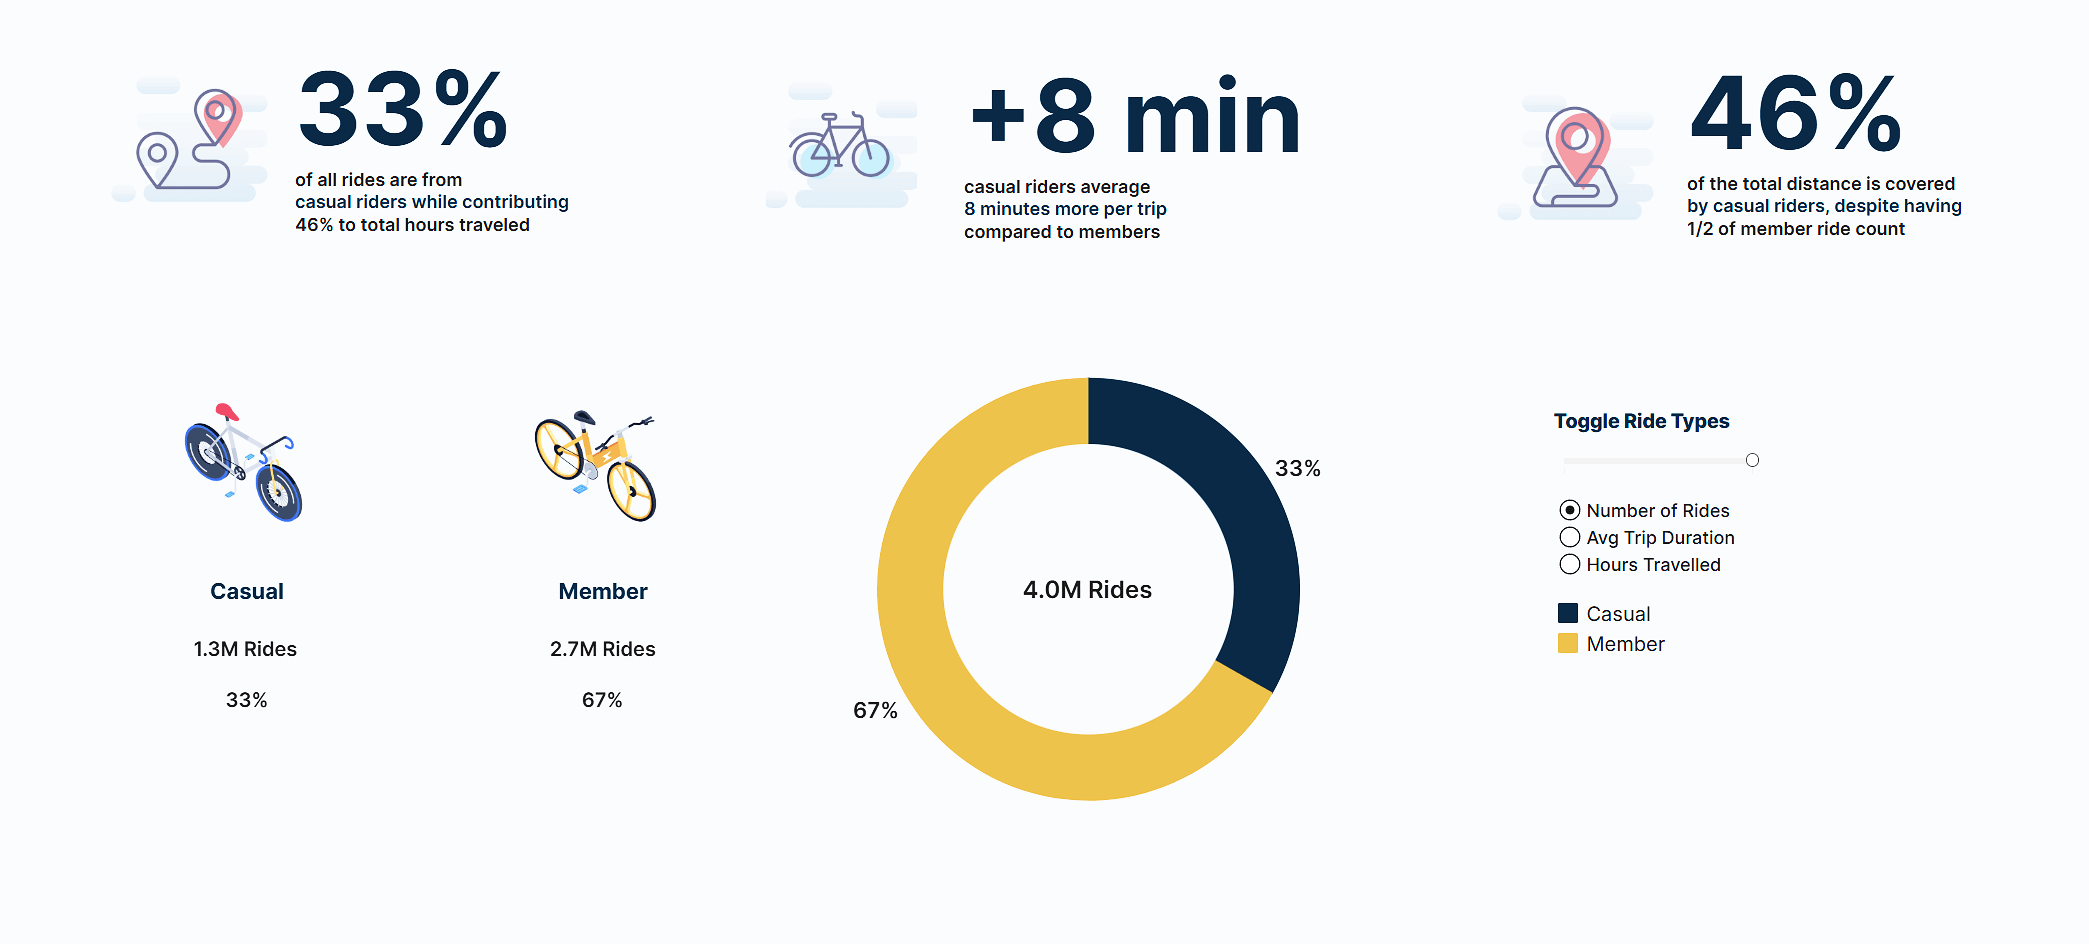 33%
of all rides are from
casual riders while contributing
46% to total hours traveled
+8 min
casual riders average
8 minutes more per trip
compared to members
46%
of the total distance is covered
by casual riders, despite having
1/2 of member ride count
Casual
1.3M Rides
33%
Member
2.7M Rides
67%
33%
4.0M Rides
67%
Toggle Ride Types
Number of Rides
Avg Trip Duration
Hours Travelled
Casual
Member